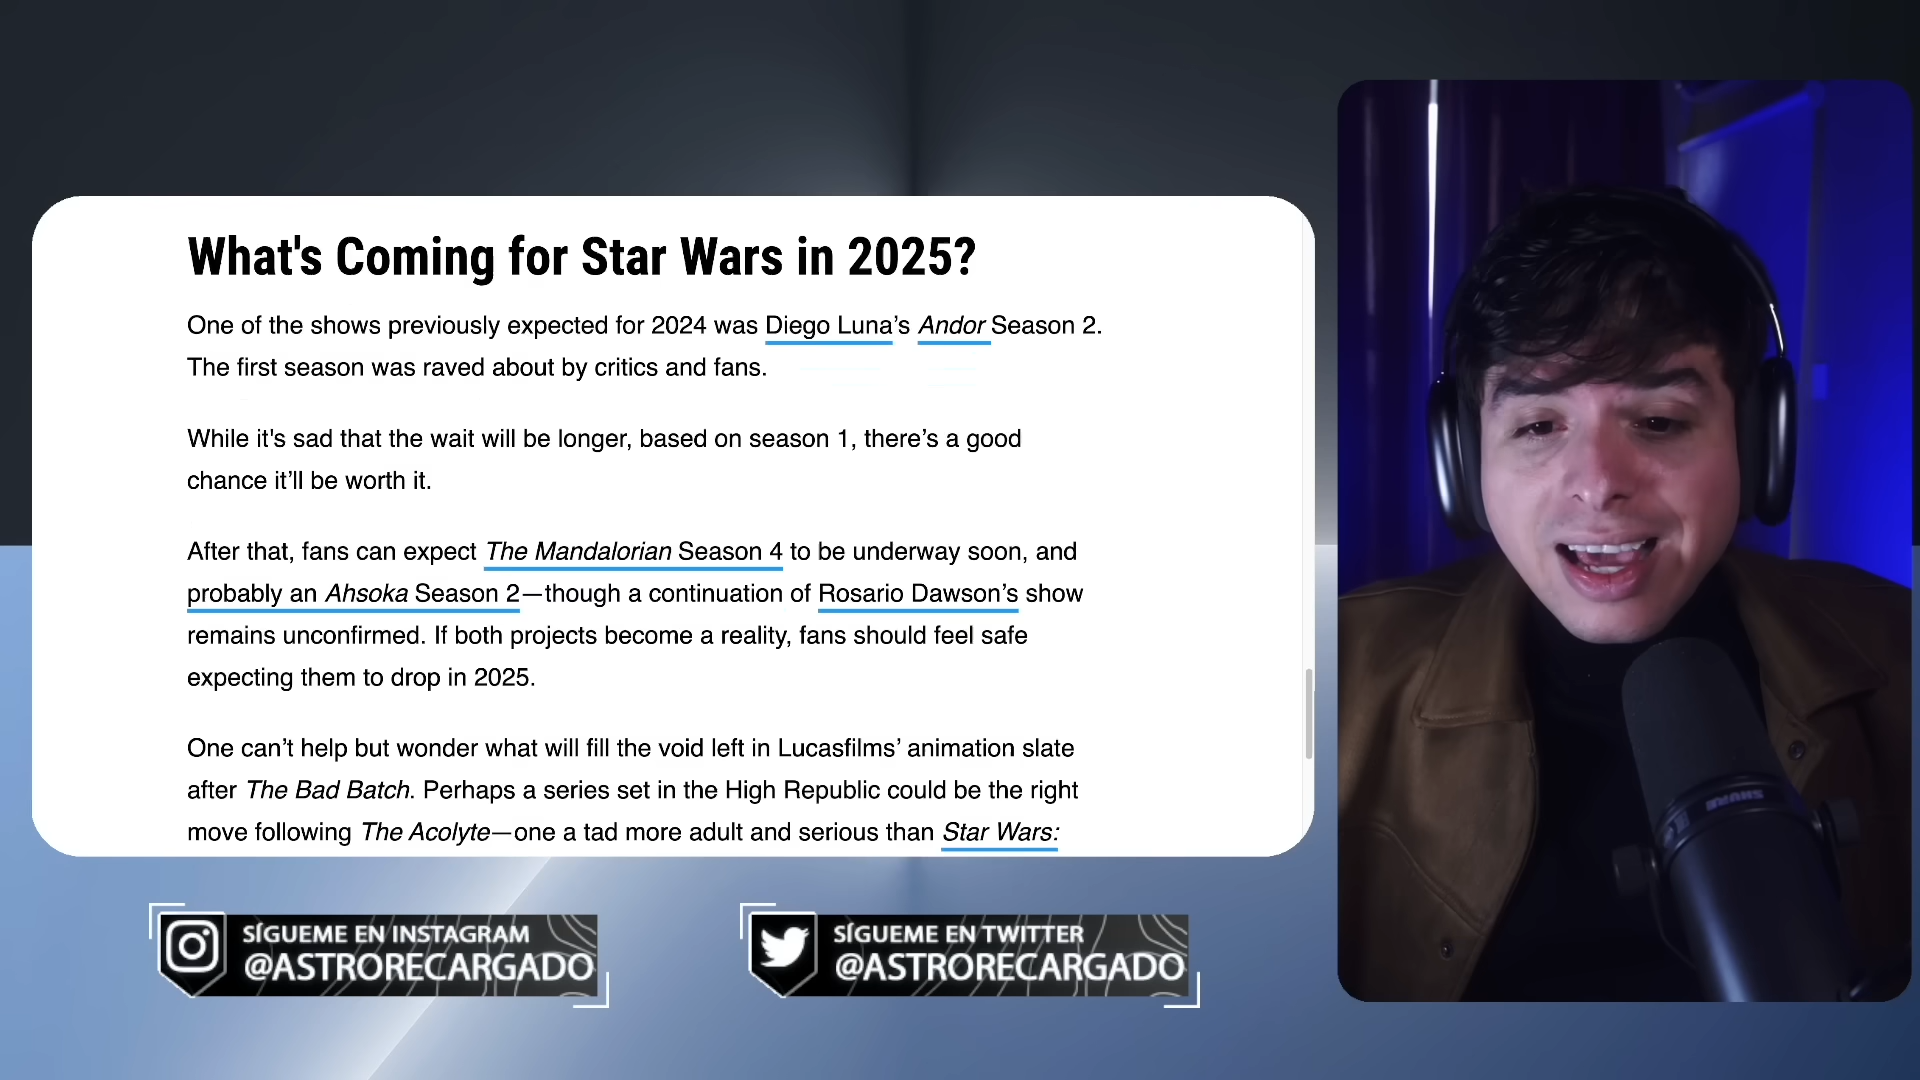 What's Coming for Star Wars in 2025?
One of the shows previously expected for 2024 was Diego Luna’s Andor Season 2.
The first season was raved about by critics and fans.
While it's sad that the wait will be longer, based on season 1, there’s a good
chance it’ll be worth it.
After that, fans can expect The Mandalorian Season 4 to be underway soon, and
probably an Ahsoka Season 2—though a continuation of Rosario Dawson’s show
remains unconfirmed. If both projects become a reality, fans should feel safe
expecting them to drop in 2025.
One can’t help but wonder what will fill the void left in Lucasfilms’ animation slate
after The Bad Batch. Perhaps a series set in the High Republic could be the right
move following The Acolyte—one a tad more adult and serious than Star Wars:
SÍGUEME EN INSTAGRAM
@ASTRORECARGADO
SÍGUEME EN TWITTER
@ASTRORECARGADO
SHURE